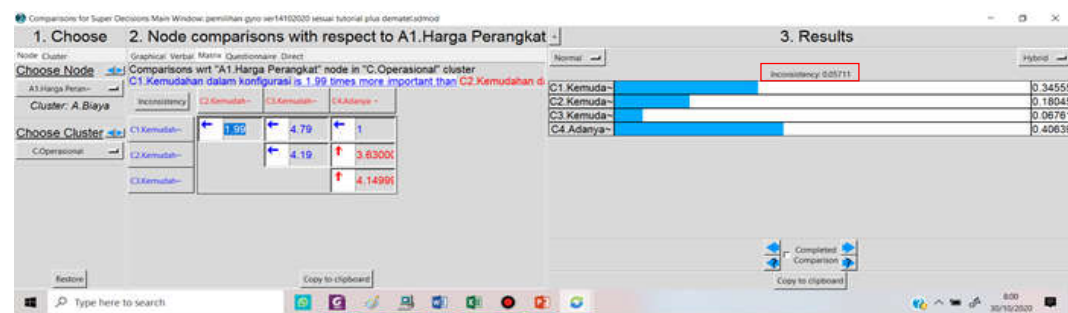 Comparisons for Super Decisions Main Window: pemilihan gyro ver14102020 sesuai tutorial plus dematel.sdmod
1. Choose
Node Cluster
Choose Node
A1.Harga Peran~
Cluster: A.Biaya
Choose Cluster
C.Operasional
Restore
2. Node comparisons with respect to A1.Harga Perangkat
Graphical Verbal Matrix Questionnaire Direct
Comparisons wrt "A1.Harga Perangkat" node in "C.Operasional" cluster
C1.Kemudahan dalam konfigurasi is 1.99 times more important than C2.Kemudahan d
Inconsistency C2.Kemudah~ C3.Kemudah~ C4.Adanya ~
C1.Kemudah~ 1.99 4.79 1
C2.Kemudah~ 4.19 3.6300
C3.Kemudah~ 4.1499
Copy to clipboard
3. Results
Normal Hybrid
Inconsistency: 0.05711
C1.Kemuda~ 0.3455
C2.Kemuda~ 0.1804
C3.Kemuda~ 0.0676
C4.Adanya~ 0.4063
Completed
Comparison
Copy to clipboard
Type here to search
8:00
30/10/2020